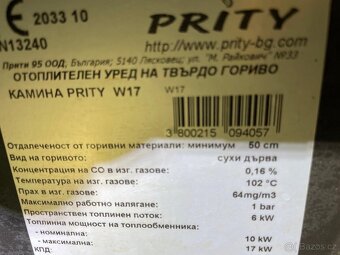 CE 2033 10 PRITY
N13240 http://www.prity-bg.com
Прити 95 ООД, България; 5140 Лясковец; ул. "М. Райкович" №33
ОТОПЛИТЕЛЕН УРЕД НА ТВЪРДО ГОРИВО
КАМИНА PRITY W17 W17
3 800215 094057
Отдалеченост от горивни материали: минимум 50 cm
Вид на горивото: сухи дърва
Концентрация на CO в изг. газове: 0,16 %
Температура на изг. газове: 102 °C
Прах в изг. газове: 64mg/m3
Максимално работно налягане: 1 bar
Пространствен топлинен поток: 6 kW
Топлинна мощност на топлообменника:
- номинална: 10 kW
- максимална: 17 kW
КПД: